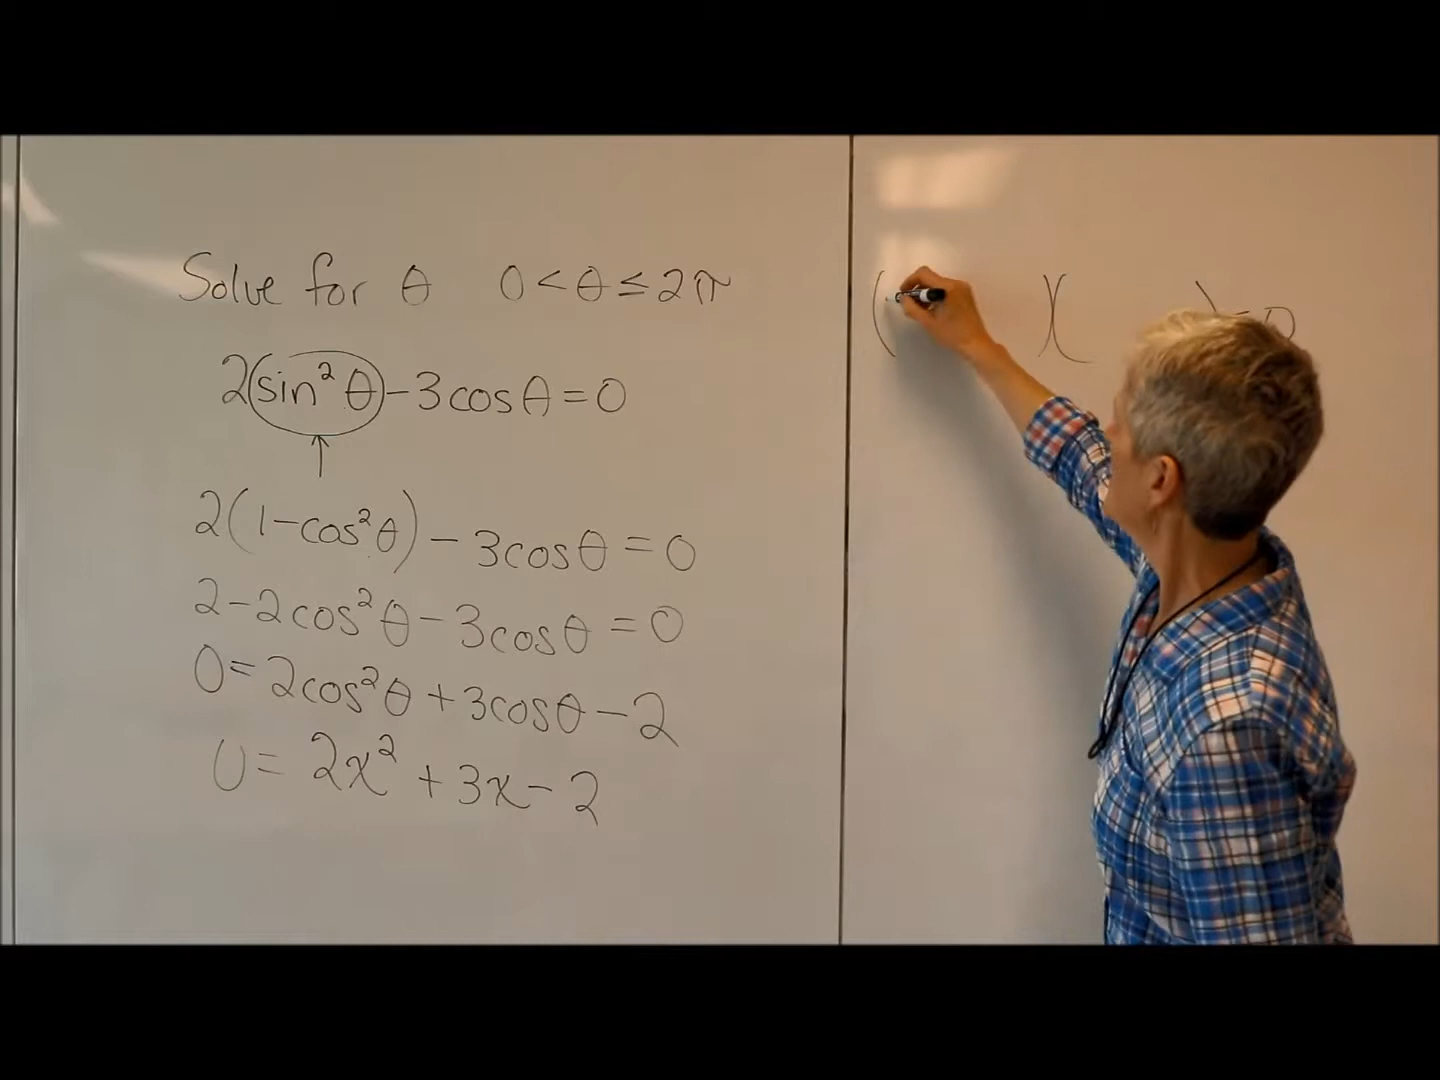 Solve for θ 0 < θ ≤ 2π
2(sin²θ) - 3cosθ = 0
↑
2(1-cos²θ) - 3cosθ = 0
2 - 2cos²θ - 3cosθ = 0
0 = 2cos²θ + 3cosθ - 2
0 = 2x² + 3x - 2
( )( ) = 0